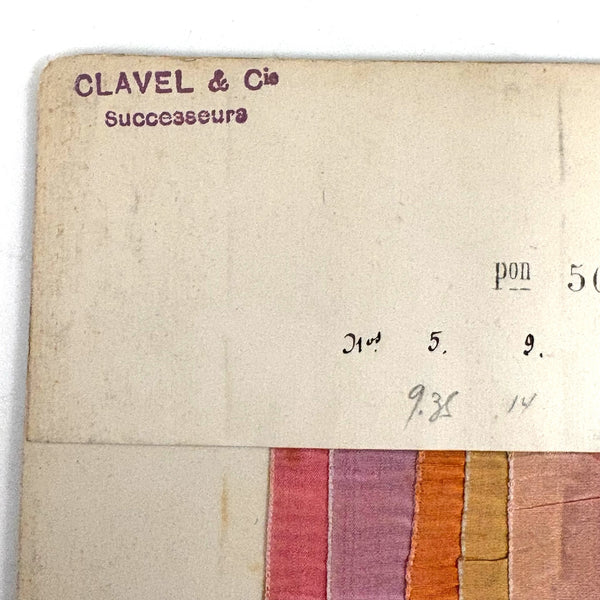 CLAVEL & Cie
Successeurs
pon 50
Nos 5. 9.
9.35 .14